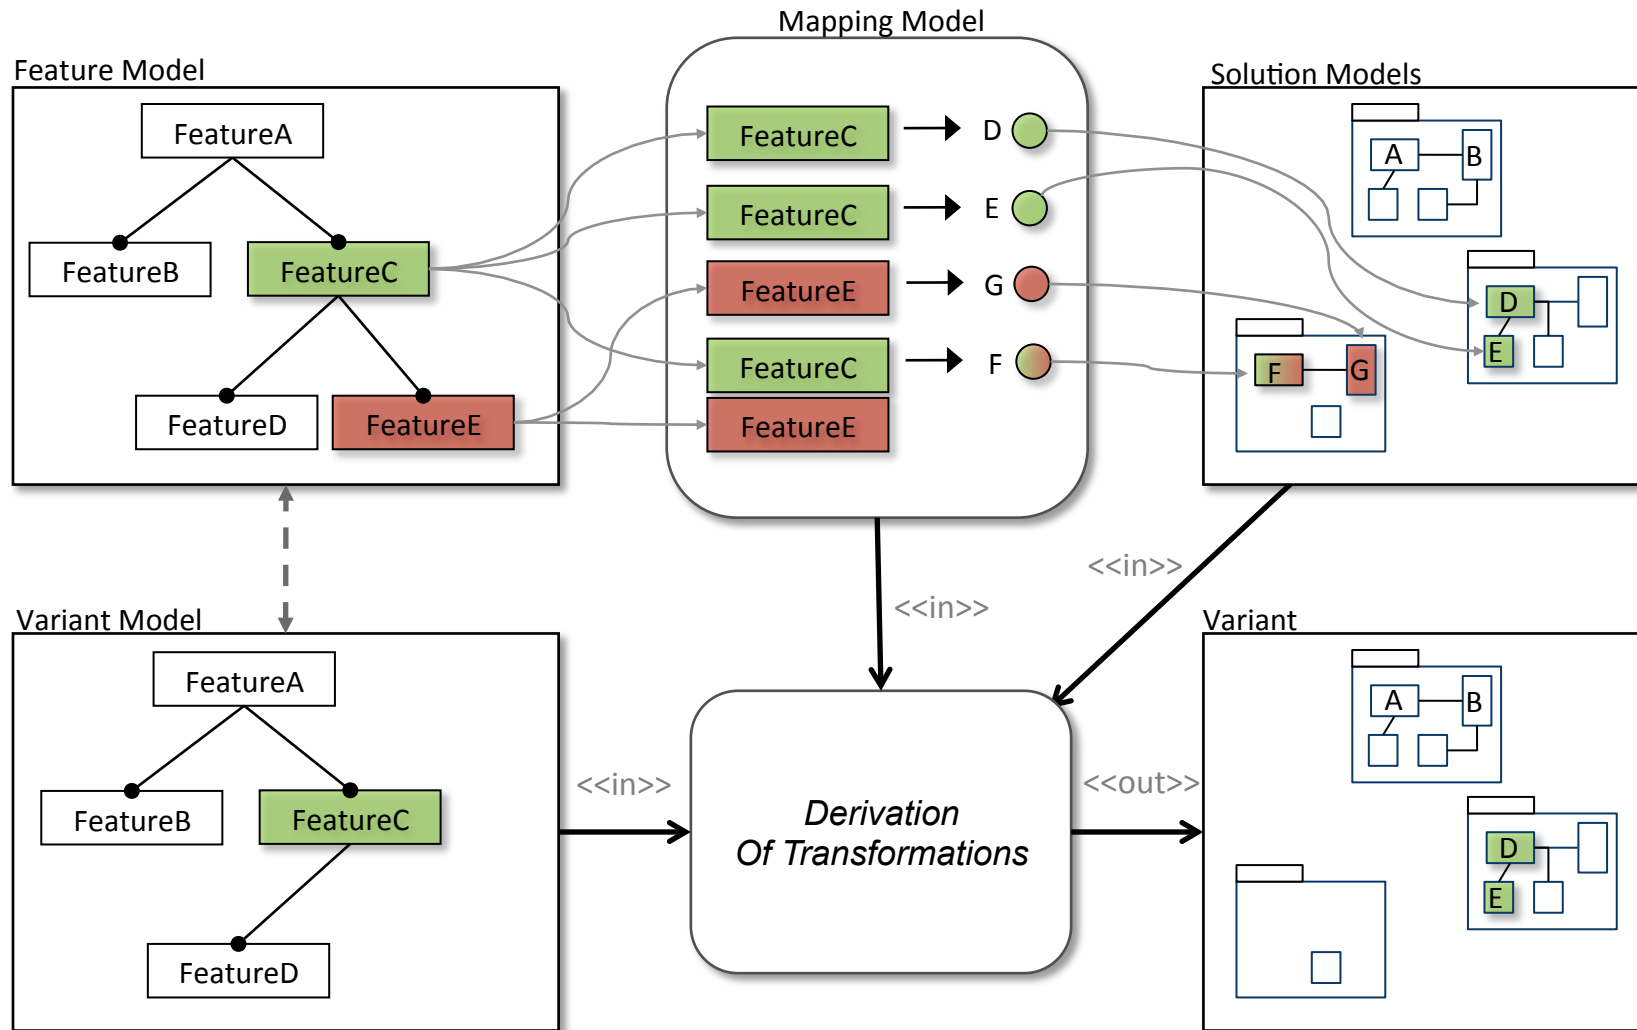 Mapping Model
Feature Model
Solution Models
FeatureA
FeatureB
FeatureC
FeatureD
FeatureE
FeatureC
D
FeatureC
E
FeatureE
G
FeatureC
F
FeatureE
A
B
D
E
F
G
<<in>>
<<in>>
Variant Model
Variant
FeatureA
FeatureB
FeatureC
FeatureD
<<in>>
Derivation
Of Transformations
<<out>>
A
B
D
E